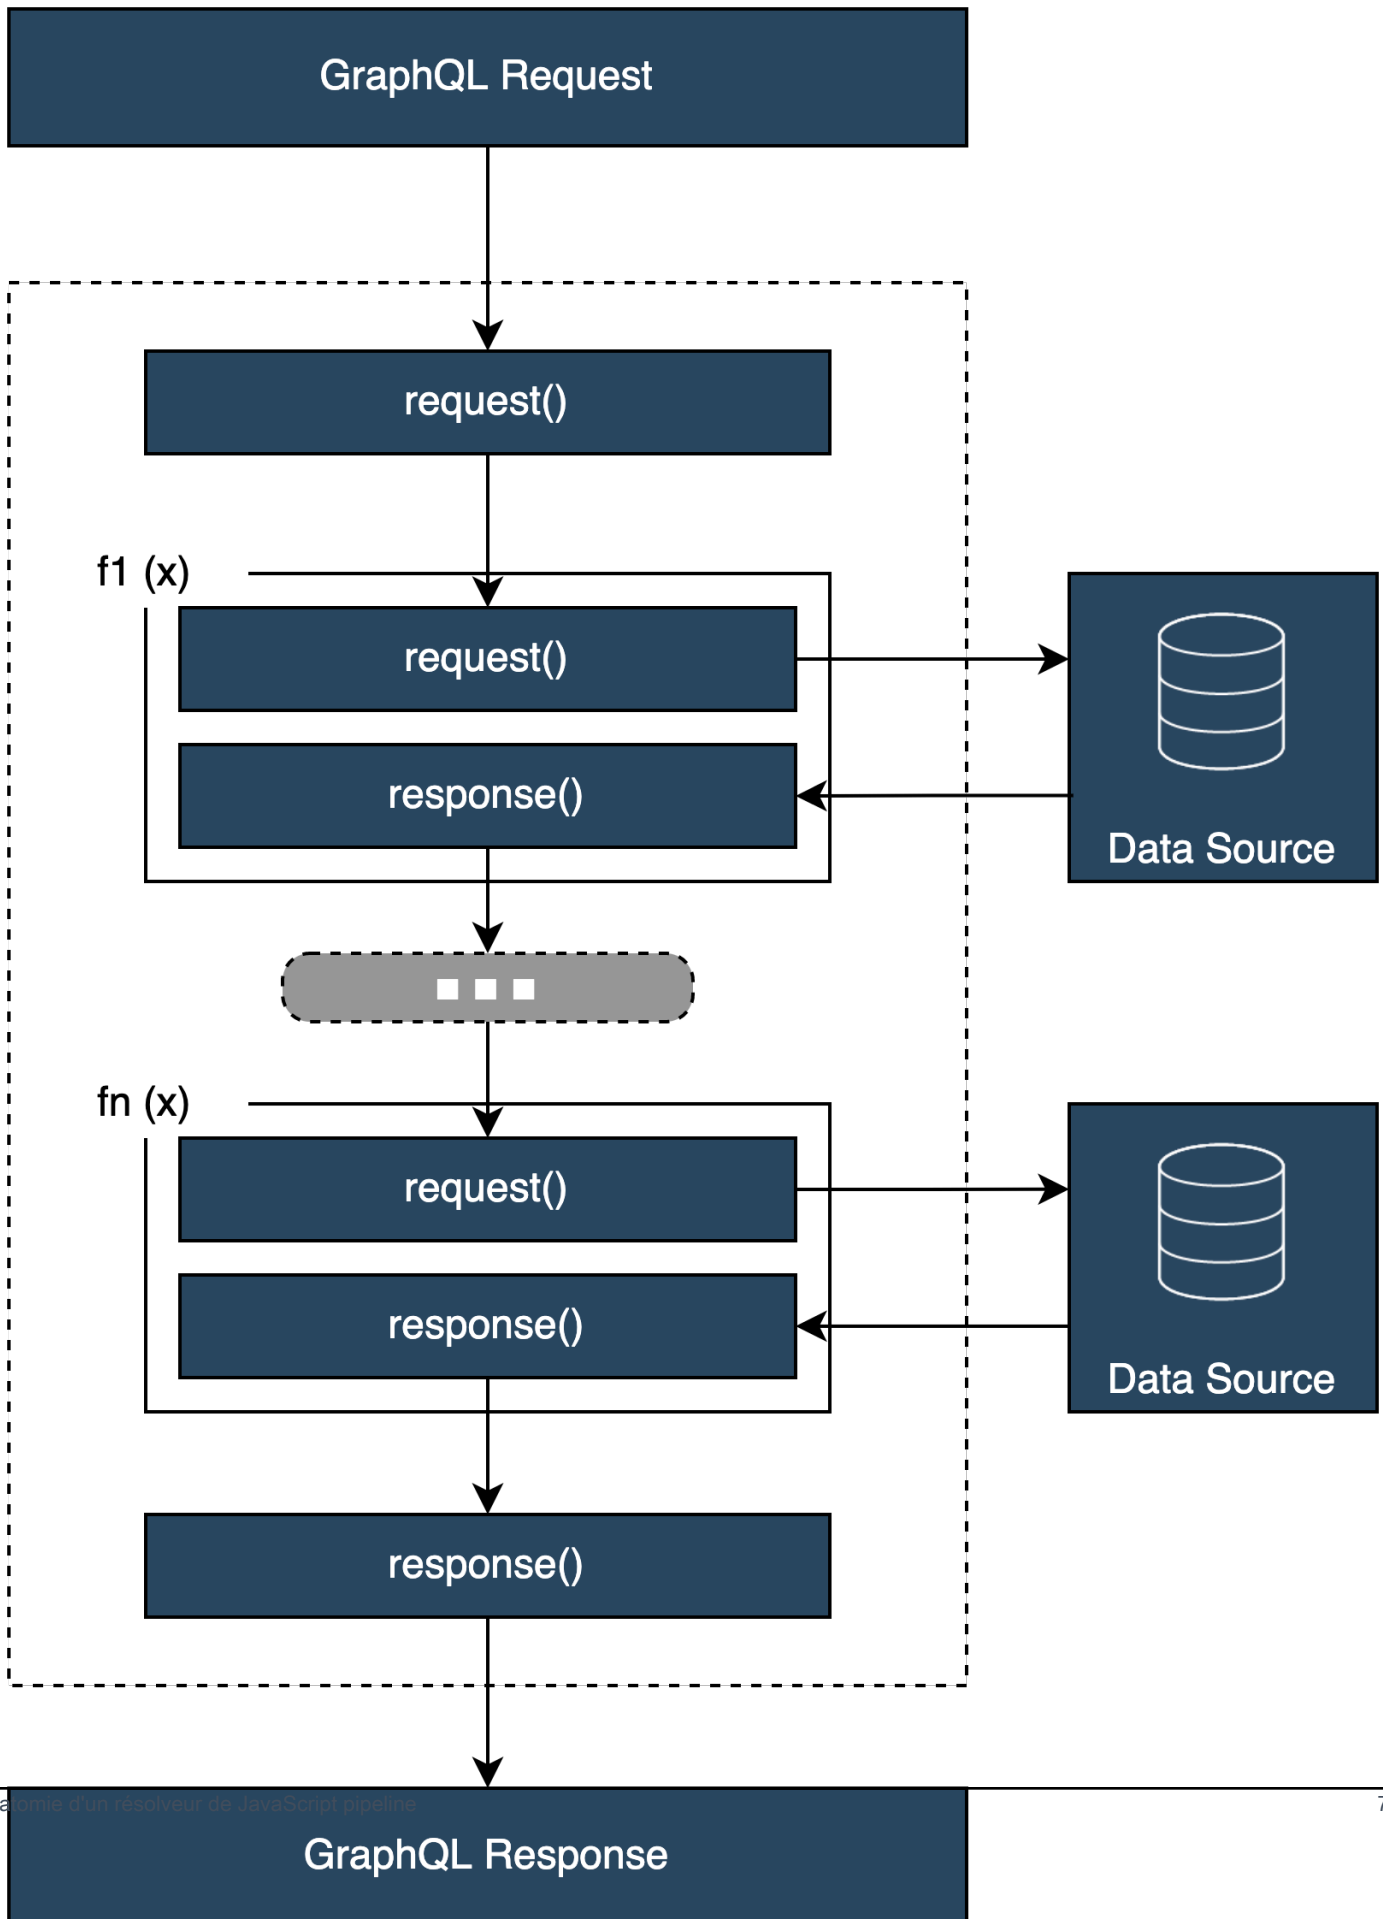 GraphQL Request
request()
f1 (x)
request()
response()
Data Source
fn (x)
request()
response()
Data Source
response()
atomie d'un résolveur de JavaScript pipeline
7
GraphQL Response